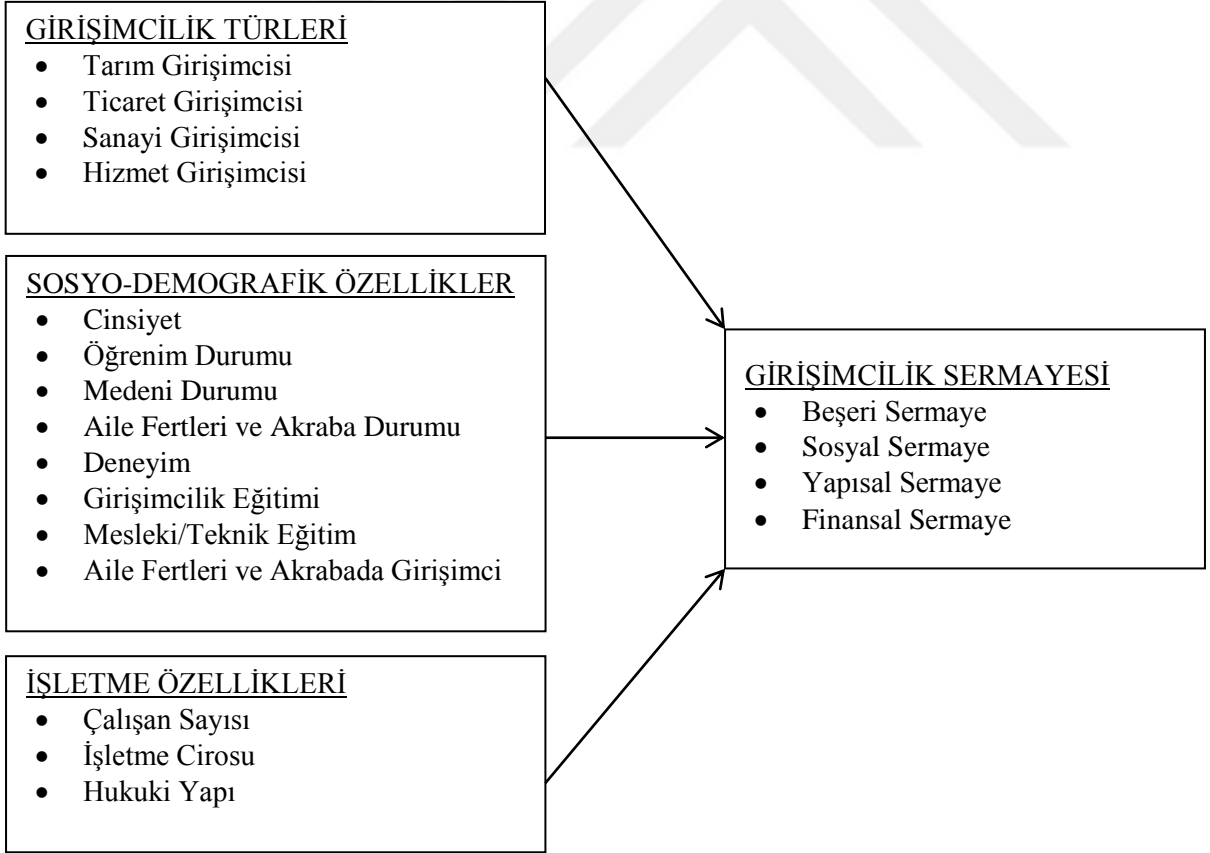 GİRİŞİMCİLİK TÜRLERİ
• Tarım Girişimcisi
• Ticaret Girişimcisi
• Sanayi Girişimcisi
• Hizmet Girişimcisi
SOSYO-DEMOGRAFİK ÖZELLİKLER
• Cinsiyet
• Öğrenim Durumu
• Medeni Durumu
• Aile Fertleri ve Akraba Durumu
• Deneyim
• Girişimcilik Eğitimi
• Mesleki/Teknik Eğitim
• Aile Fertleri ve Akrabada Girişimci
İŞLETME ÖZELLİKLERİ
• Çalışan Sayısı
• İşletme Cirosu
• Hukuki Yapı
GİRİŞİMCİLİK SERMAYESİ
• Beşeri Sermaye
• Sosyal Sermaye
• Yapısal Sermaye
• Finansal Sermaye